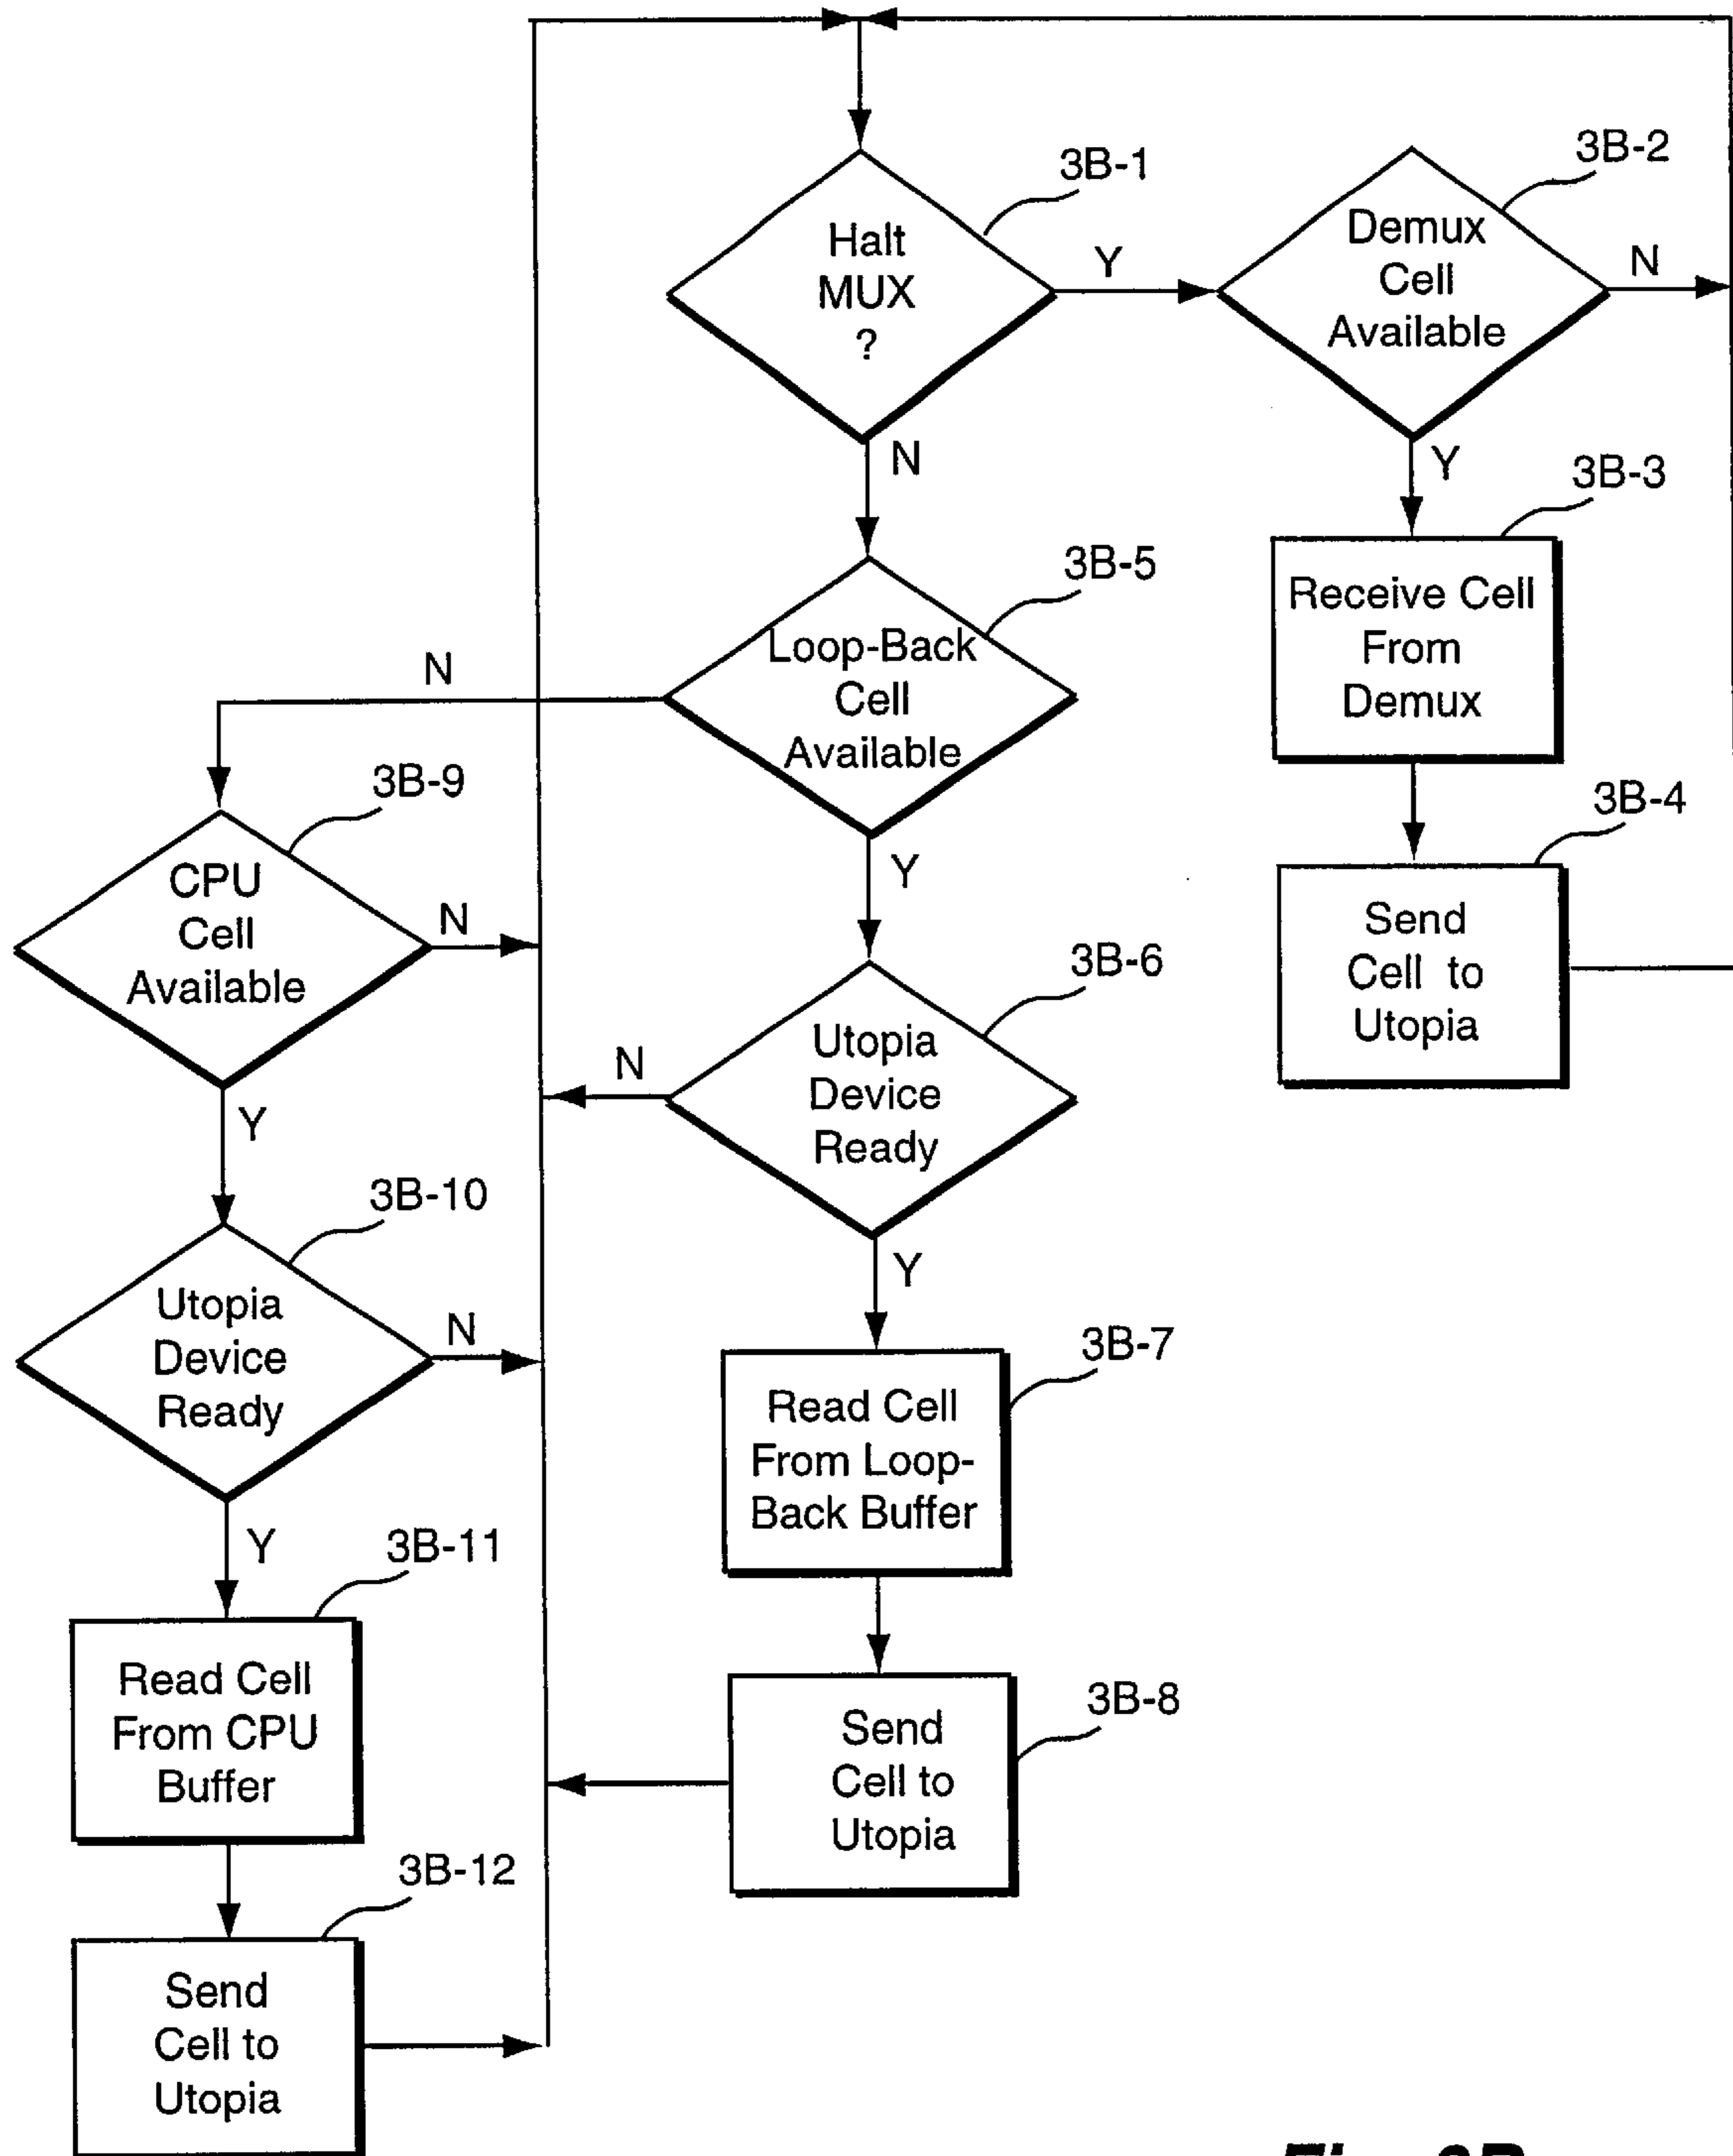 3B-1
Halt
MUX
?
Y
N
3B-2
Demux
Cell
Available
N
Y
3B-3
Receive Cell
From
Demux
3B-4
Send
Cell to
Utopia
3B-5
Loop-Back
Cell
Available
N
Y
3B-6
Utopia
Device
Ready
N
Y
3B-7
Read Cell
From Loop-
Back Buffer
3B-8
Send
Cell to
Utopia
3B-9
CPU
Cell
Available
N
Y
3B-10
Utopia
Device
Ready
N
Y
3B-11
Read Cell
From CPU
Buffer
3B-12
Send
Cell to
Utopia